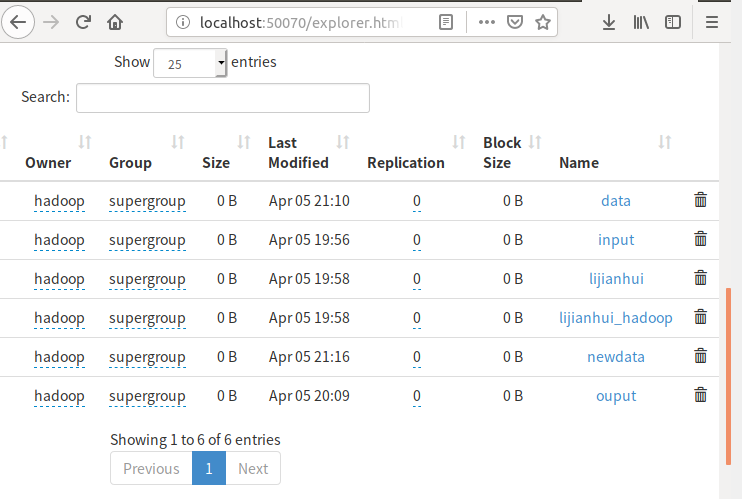 localhost:50070/explorer.html
Show 25 entries
Search:
Owner Group Size Last Modified Replication Block Size Name
hadoop supergroup 0 B Apr 05 21:10 0 0 B data
hadoop supergroup 0 B Apr 05 19:56 0 0 B input
hadoop supergroup 0 B Apr 05 19:58 0 0 B lijianhui
hadoop supergroup 0 B Apr 05 19:58 0 0 B lijianhui_hadoop
hadoop supergroup 0 B Apr 05 21:16 0 0 B newdata
hadoop supergroup 0 B Apr 05 20:09 0 0 B ouput
Showing 1 to 6 of 6 entries
Previous 1 Next